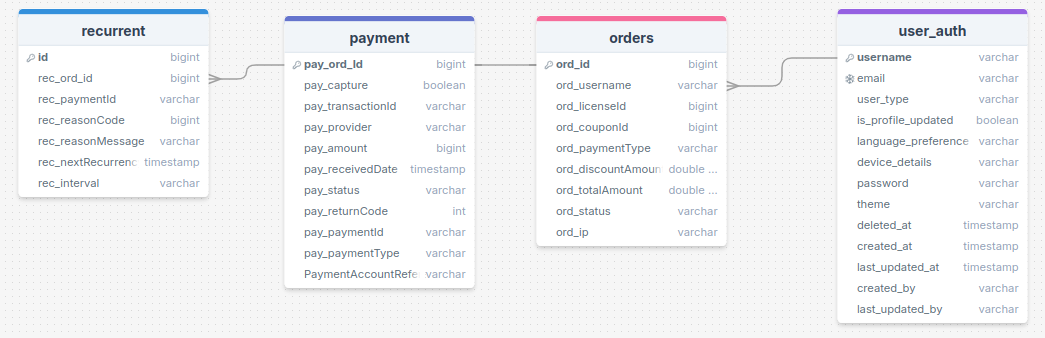 recurrent
id bigint
rec_ord_id bigint
rec_paymentId varchar
rec_reasonCode bigint
rec_reasonMessage varchar
rec_nextRecurrenc timestamp
rec_interval varchar
payment
pay_ord_Id bigint
pay_capture boolean
pay_transactionId varchar
pay_provider varchar
pay_amount bigint
pay_receivedDate timestamp
pay_status varchar
pay_returnCode int
pay_paymentId varchar
pay_paymentType varchar
PaymentAccountRefe varchar
orders
ord_id bigint
ord_username varchar
ord_licenseId bigint
ord_couponId bigint
ord_paymentType varchar
ord_discountAmoun double ...
ord_totalAmount double ...
ord_status varchar
ord_ip varchar
user_auth
username varchar
email varchar
user_type varchar
is_profile_updated boolean
language_preference varchar
device_details varchar
password varchar
theme varchar
deleted_at timestamp
created_at timestamp
last_updated_at timestamp
created_by varchar
last_updated_by varchar